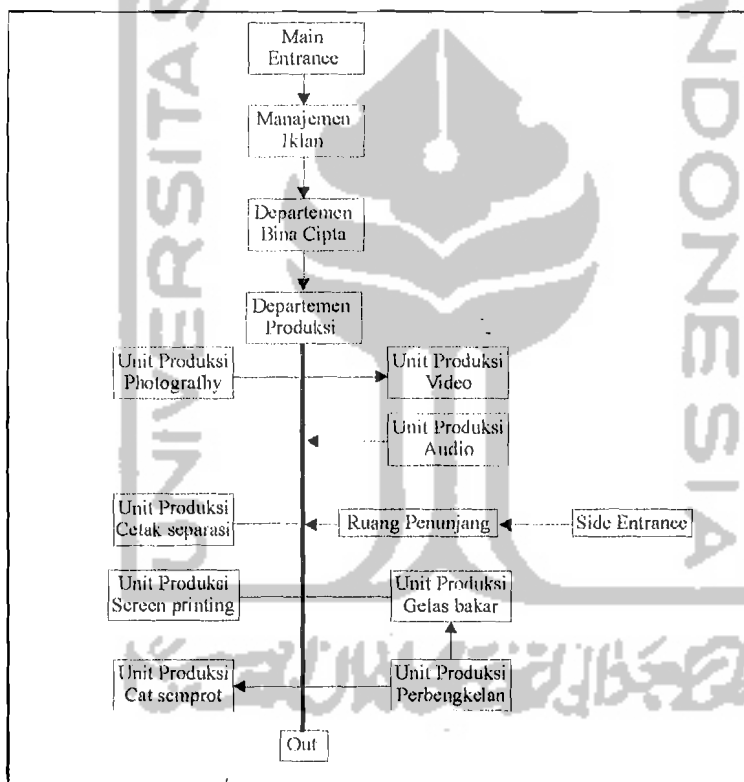 Main
Entrance
Manajemen
Iklan
Departemen
Bina Cipta
Departemen
Produksi
Unit Produksi
Photografhy
Unit Produksi
Video
Unit Produksi
Audio
Unit Produksi
Cetak separasi
Ruang Penunjang
Side Entrance
Unit Produksi
Screen printing
Unit Produksi
Gelas bakar
Unit Produksi
Cat semprot
Unit Produksi
Perbengkelan
Out
UNIVERSITAS
INDONESIA